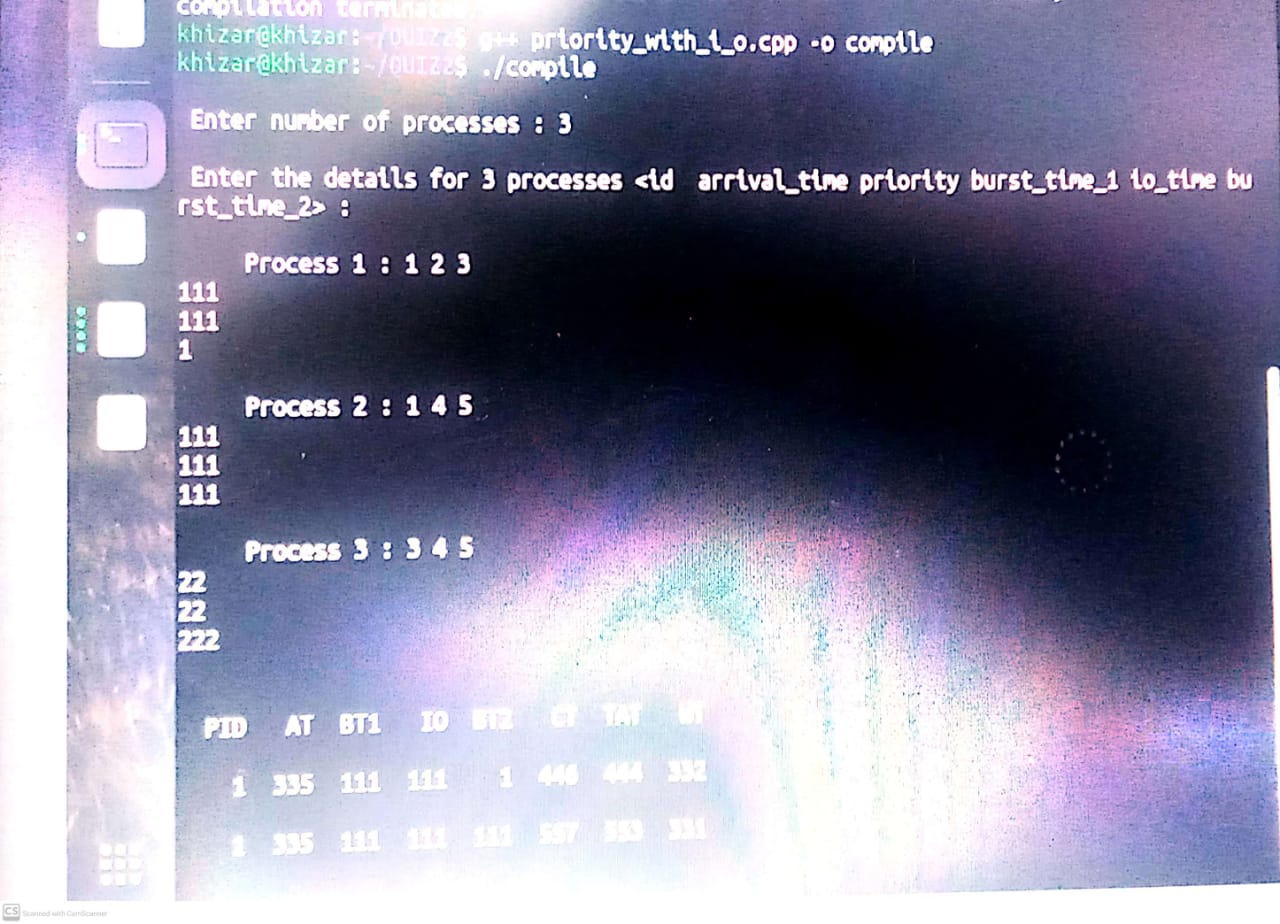 compilation terminated.
khizar@khizar:~/QUIZ2$ g++ priority_with_i_o.cpp -o compile
khizar@khizar:~/QUIZ2$ ./compile
Enter number of processes : 3
Enter the details for 3 processes <id  arrival_time priority burst_time_1 io_time bu
rst_time_2> :
Process 1 : 1 2 3
111
111
1
Process 2 : 1 4 5
111
111
111
Process 3 : 3 4 5
22
22
222
PID AT BT1 IO BT2 CT TAT WT
1 335 111 111 1 446 444 332
1 335 111 111 111 557 553 331
CS Scanned with CamScanner